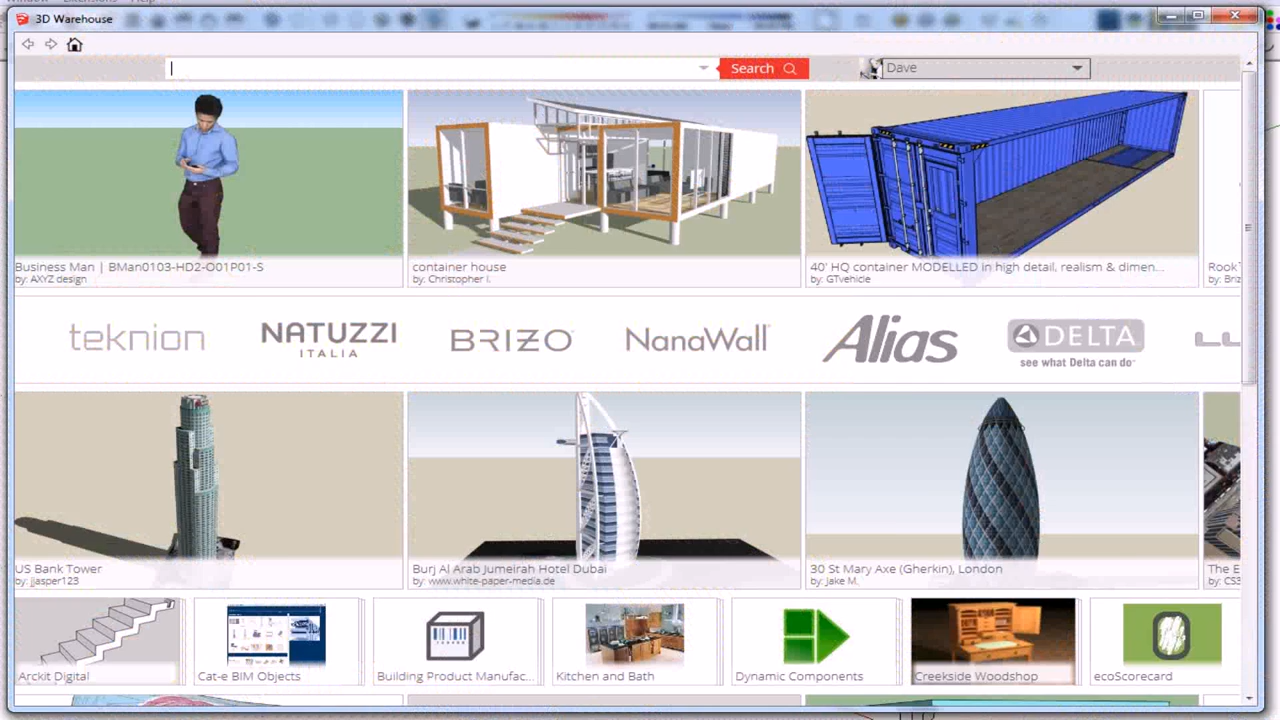 3D Warehouse
Search
Dave
Business Man | BMan0103-HD2-O01P01-S
by: AXYZ design
container house
by: Christopher I.
40' HQ container MODELLED in high detail, realism & dimen...
by: GTvehicle
teknion
NATUZZI
ITALIA
BRIZO
NanaWall
Alias
DELTA
see what Delta can do
US Bank Tower
by: jjasper123
Burj Al Arab Jumeirah Hotel Dubai
by: www.white-paper-media.de
30 St Mary Axe (Gherkin), London
by: Jake M.
The E
by: CS3
Arckit Digital
Cat-e BIM Objects
Building Product Manufac...
Kitchen and Bath
Dynamic Components
Creekside Woodshop
ecoScorecard